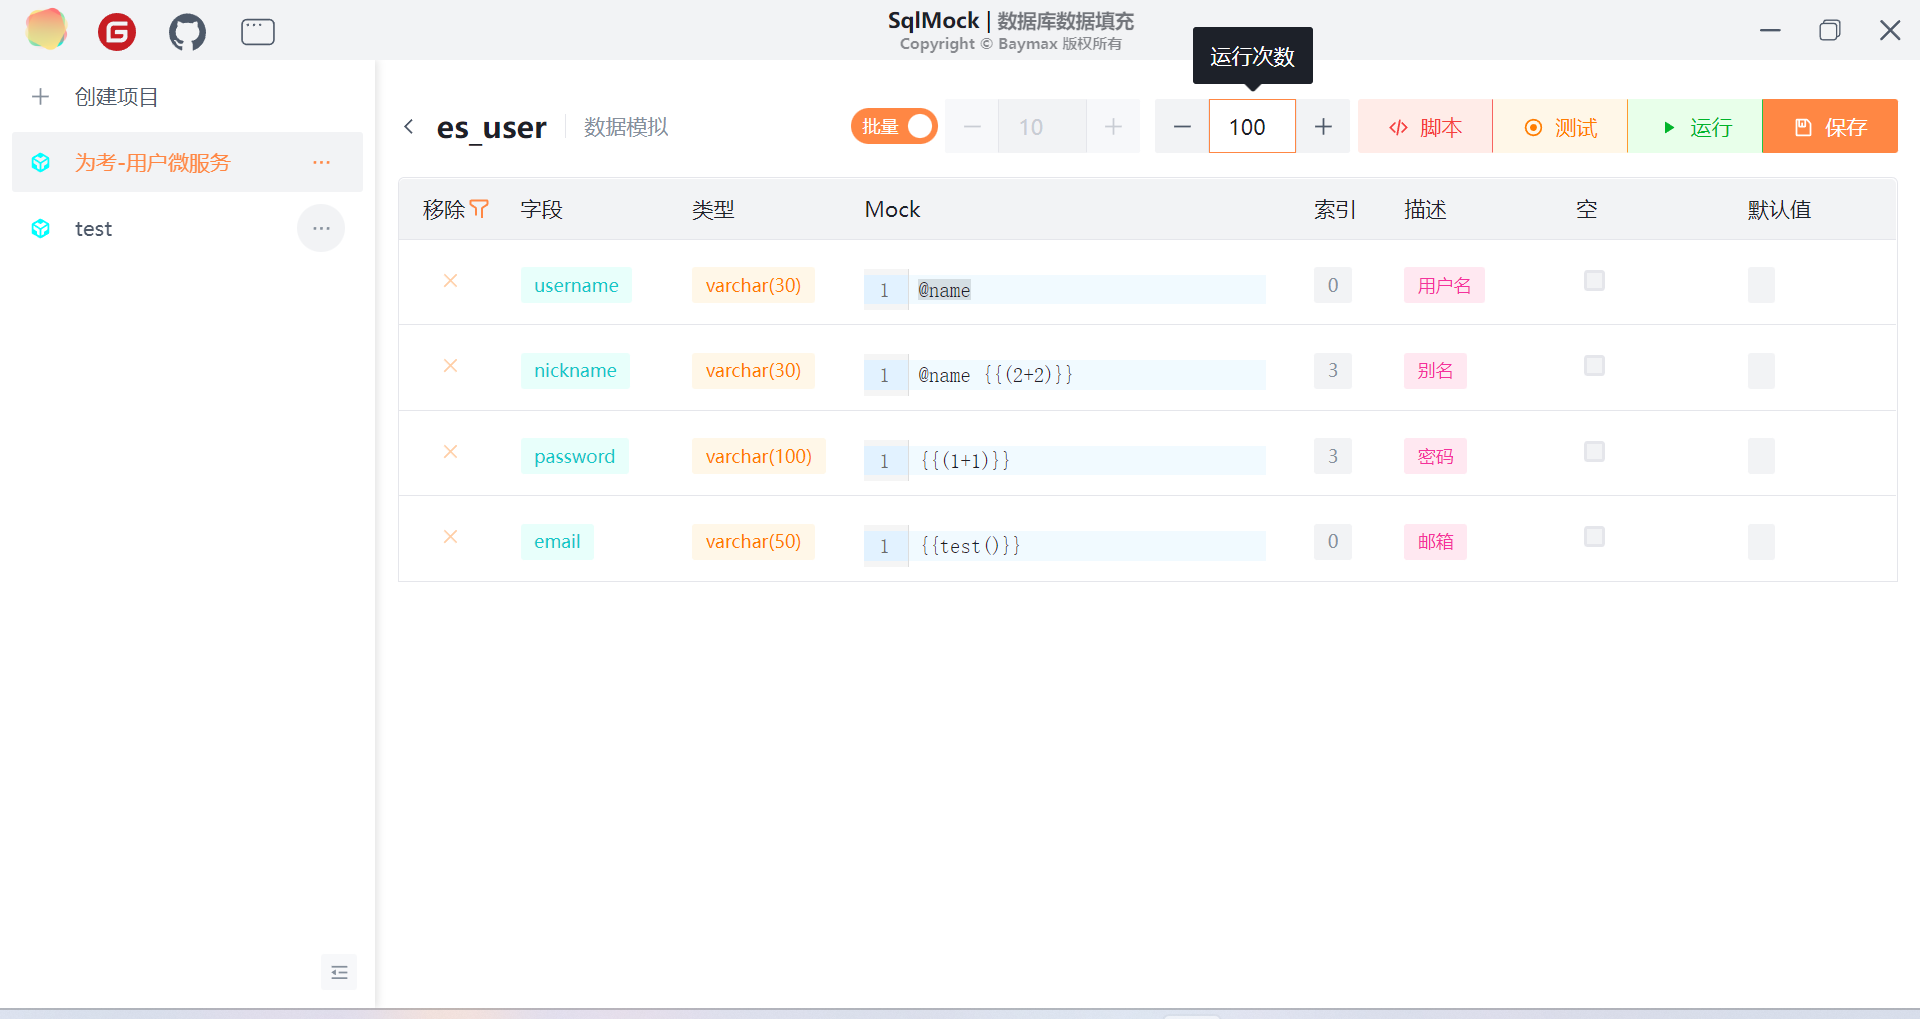 SqlMock | 数据库数据填充
Copyright © Baymax 版权所有
运行次数
创建项目
为考-用户微服务
test
es_user 数据模拟
批量 10 100 脚本 测试 运行 保存
移除 字段 类型 Mock 索引 描述 空 默认值
username varchar(30) 1 @name 0 用户名
nickname varchar(30) 1 @name {{(2+2)}} 3 别名
password varchar(100) 1 {{(1+1)}} 3 密码
email varchar(50) 1 {{test()}} 0 邮箱